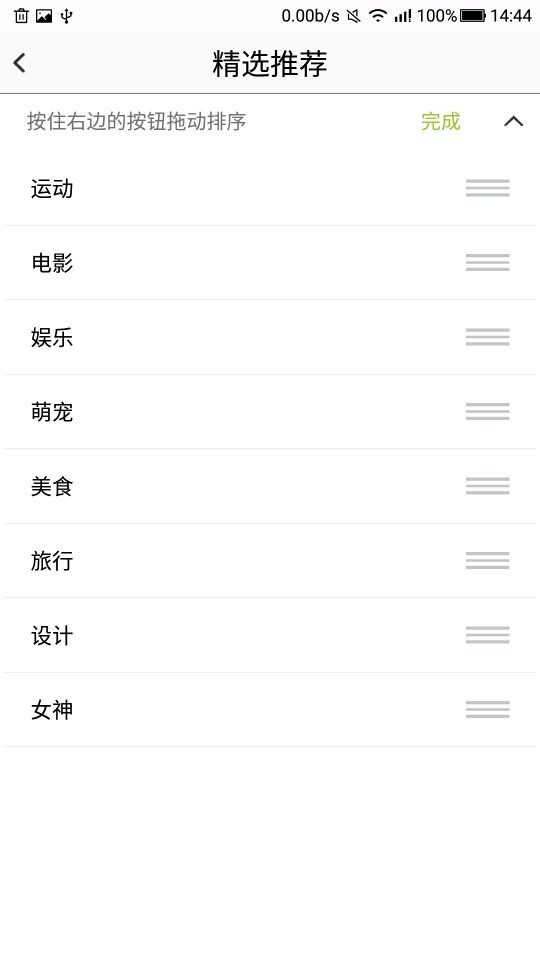 0.00b/s 100% 14:44
精选推荐
按住右边的按钮拖动排序 完成
运动
电影
娱乐
萌宠
美食
旅行
设计
女神